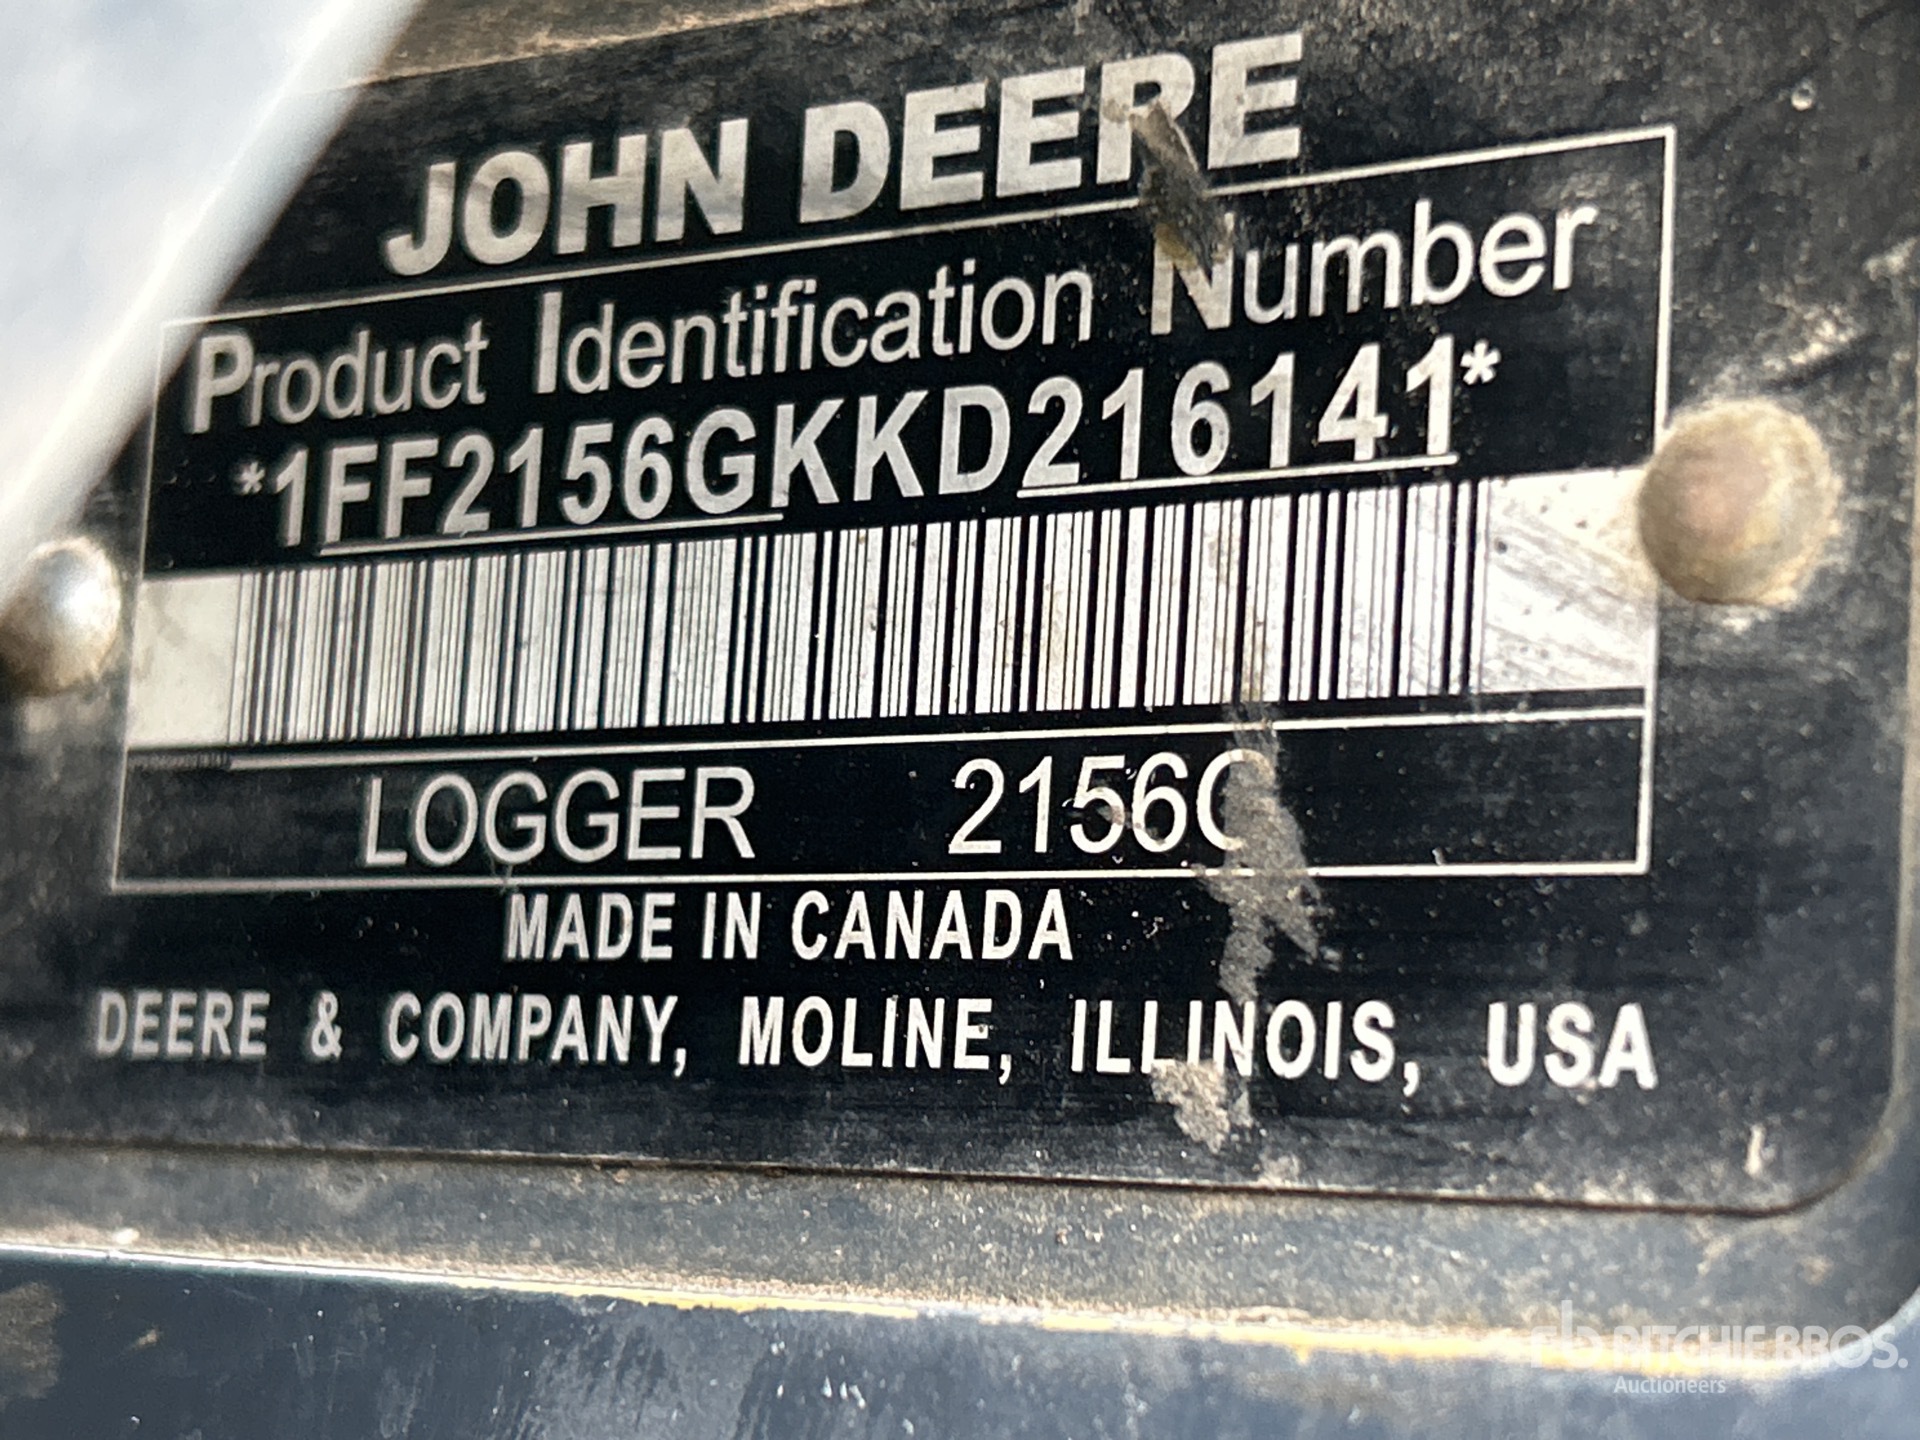 JOHN DEERE
Product Identification Number
*1FF2156GKKD216141*
LOGGER 2156G
MADE IN CANADA
DEERE & COMPANY, MOLINE, ILLINOIS, USA
rb RITCHIE BROS.
Auctioneers